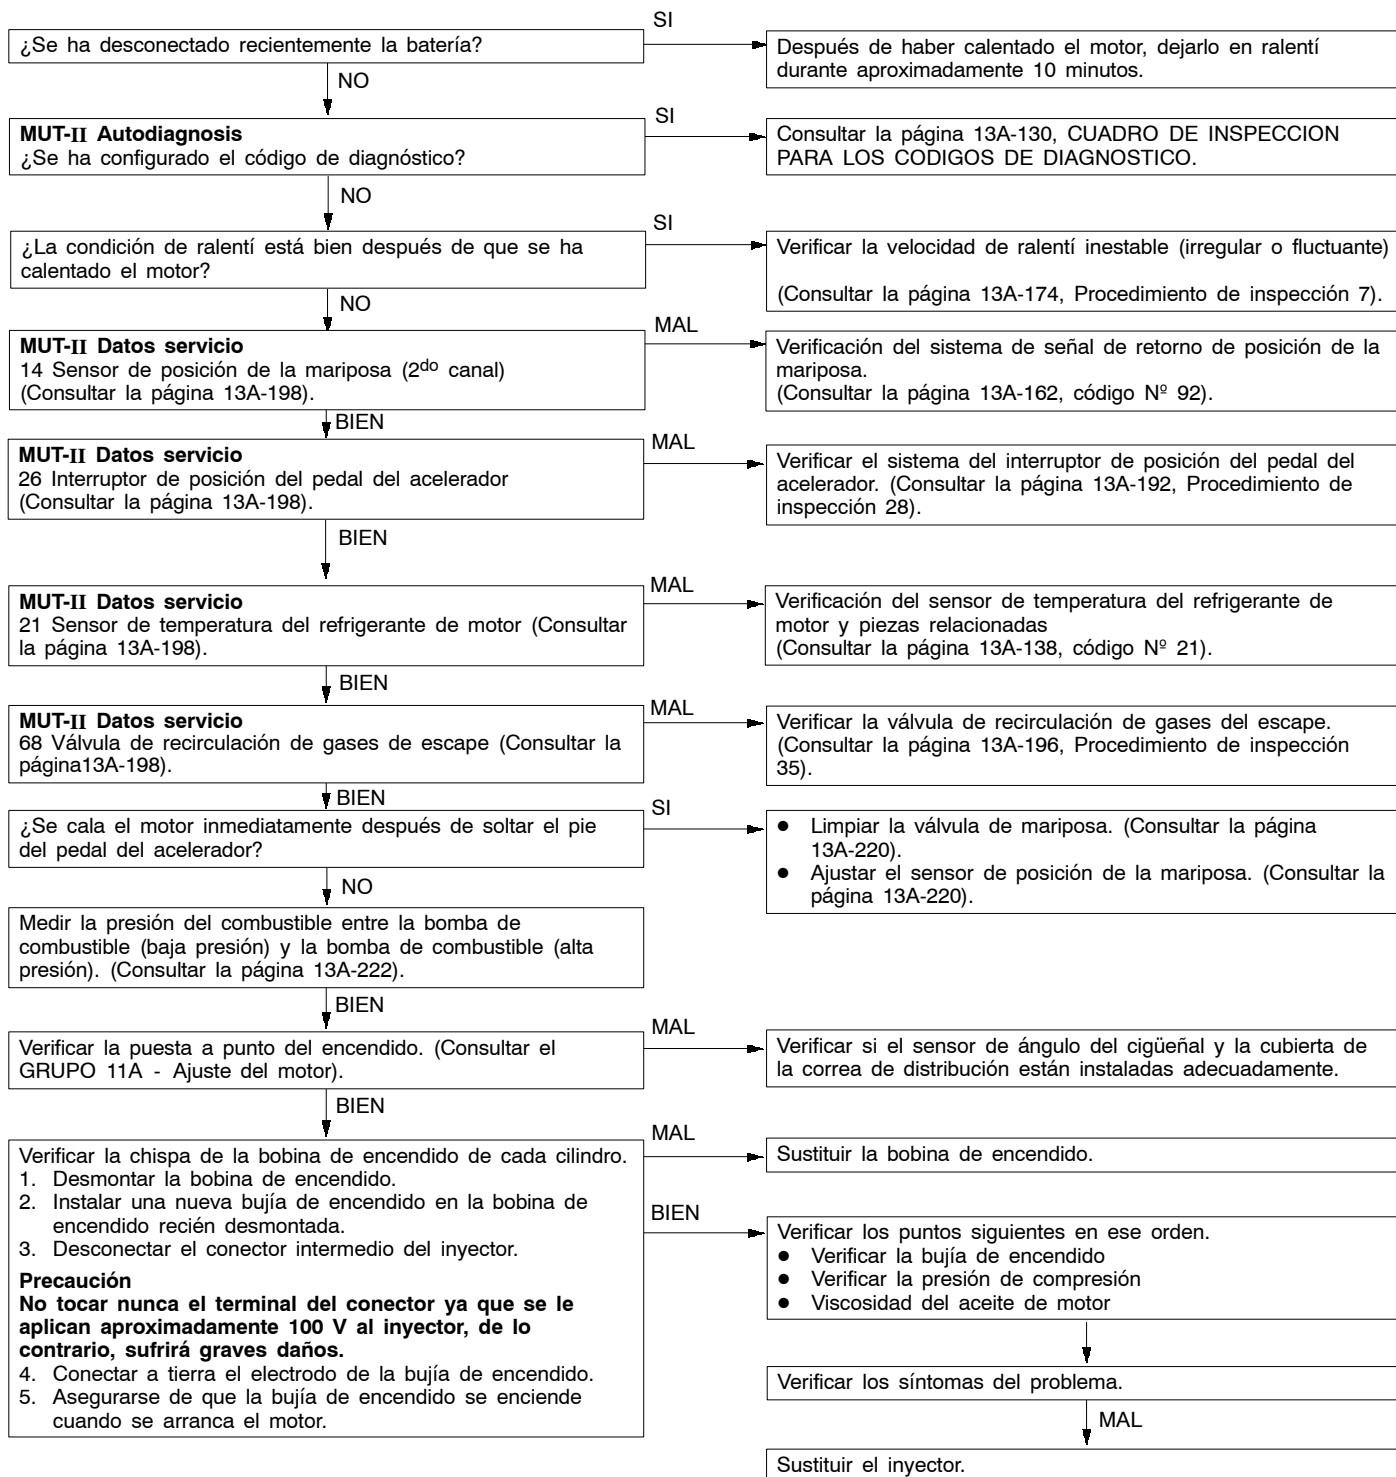 ¿Se ha desconectado recientemente la batería?
SI
Después de haber calentado el motor, dejarlo en ralentí
durante aproximadamente 10 minutos.
NO
MUT-II Autodiagnosis
¿Se ha configurado el código de diagnóstico?
SI
Consultar la página 13A-130, CUADRO DE INSPECCION
PARA LOS CODIGOS DE DIAGNOSTICO.
NO
¿La condición de ralentí está bien después de que se ha
calentado el motor?
SI
Verificar la velocidad de ralentí inestable (irregular o fluctuante)
(Consultar la página 13A-174, Procedimiento de inspección 7).
NO
MUT-II Datos servicio
14 Sensor de posición de la mariposa (2do canal)
(Consultar la página 13A-198).
MAL
Verificación del sistema de señal de retorno de posición de la
mariposa.
(Consultar la página 13A-162, código Nº 92).
BIEN
MUT-II Datos servicio
26 Interruptor de posición del pedal del acelerador
(Consultar la página 13A-198).
MAL
Verificar el sistema del interruptor de posición del pedal del
acelerador. (Consultar la página 13A-192, Procedimiento de
inspección 28).
BIEN
MUT-II Datos servicio
21 Sensor de temperatura del refrigerante de motor (Consultar
la página 13A-198).
MAL
Verificación del sensor de temperatura del refrigerante de
motor y piezas relacionadas
(Consultar la página 13A-138, código Nº 21).
BIEN
MUT-II Datos servicio
68 Válvula de recirculación de gases de escape (Consultar la
página13A-198).
MAL
Verificar la válvula de recirculación de gases del escape.
(Consultar la página 13A-196, Procedimiento de inspección
35).
BIEN
¿Se cala el motor inmediatamente después de soltar el pie
del pedal del acelerador?
SI
● Limpiar la válvula de mariposa. (Consultar la página
13A-220).
● Ajustar el sensor de posición de la mariposa. (Consultar la
página 13A-220).
NO
Medir la presión del combustible entre la bomba de
combustible (baja presión) y la bomba de combustible (alta
presión). (Consultar la página 13A-222).
BIEN
Verificar la puesta a punto del encendido. (Consultar el
GRUPO 11A - Ajuste del motor).
MAL
Verificar si el sensor de ángulo del cigüeñal y la cubierta de
la correa de distribución están instaladas adecuadamente.
BIEN
Verificar la chispa de la bobina de encendido de cada cilindro.
1. Desmontar la bobina de encendido.
2. Instalar una nueva bujía de encendido en la bobina de
encendido recién desmontada.
3. Desconectar el conector intermedio del inyector.
Precaución
No tocar nunca el terminal del conector ya que se le
aplican aproximadamente 100 V al inyector, de lo
contrario, sufrirá graves daños.
4. Conectar a tierra el electrodo de la bujía de encendido.
5. Asegurarse de que la bujía de encendido se enciende
cuando se arranca el motor.
MAL
Sustituir la bobina de encendido.
BIEN
Verificar los puntos siguientes en ese orden.
● Verificar la bujía de encendido
● Verificar la presión de compresión
● Viscosidad del aceite de motor
Verificar los síntomas del problema.
MAL
Sustituir el inyector.